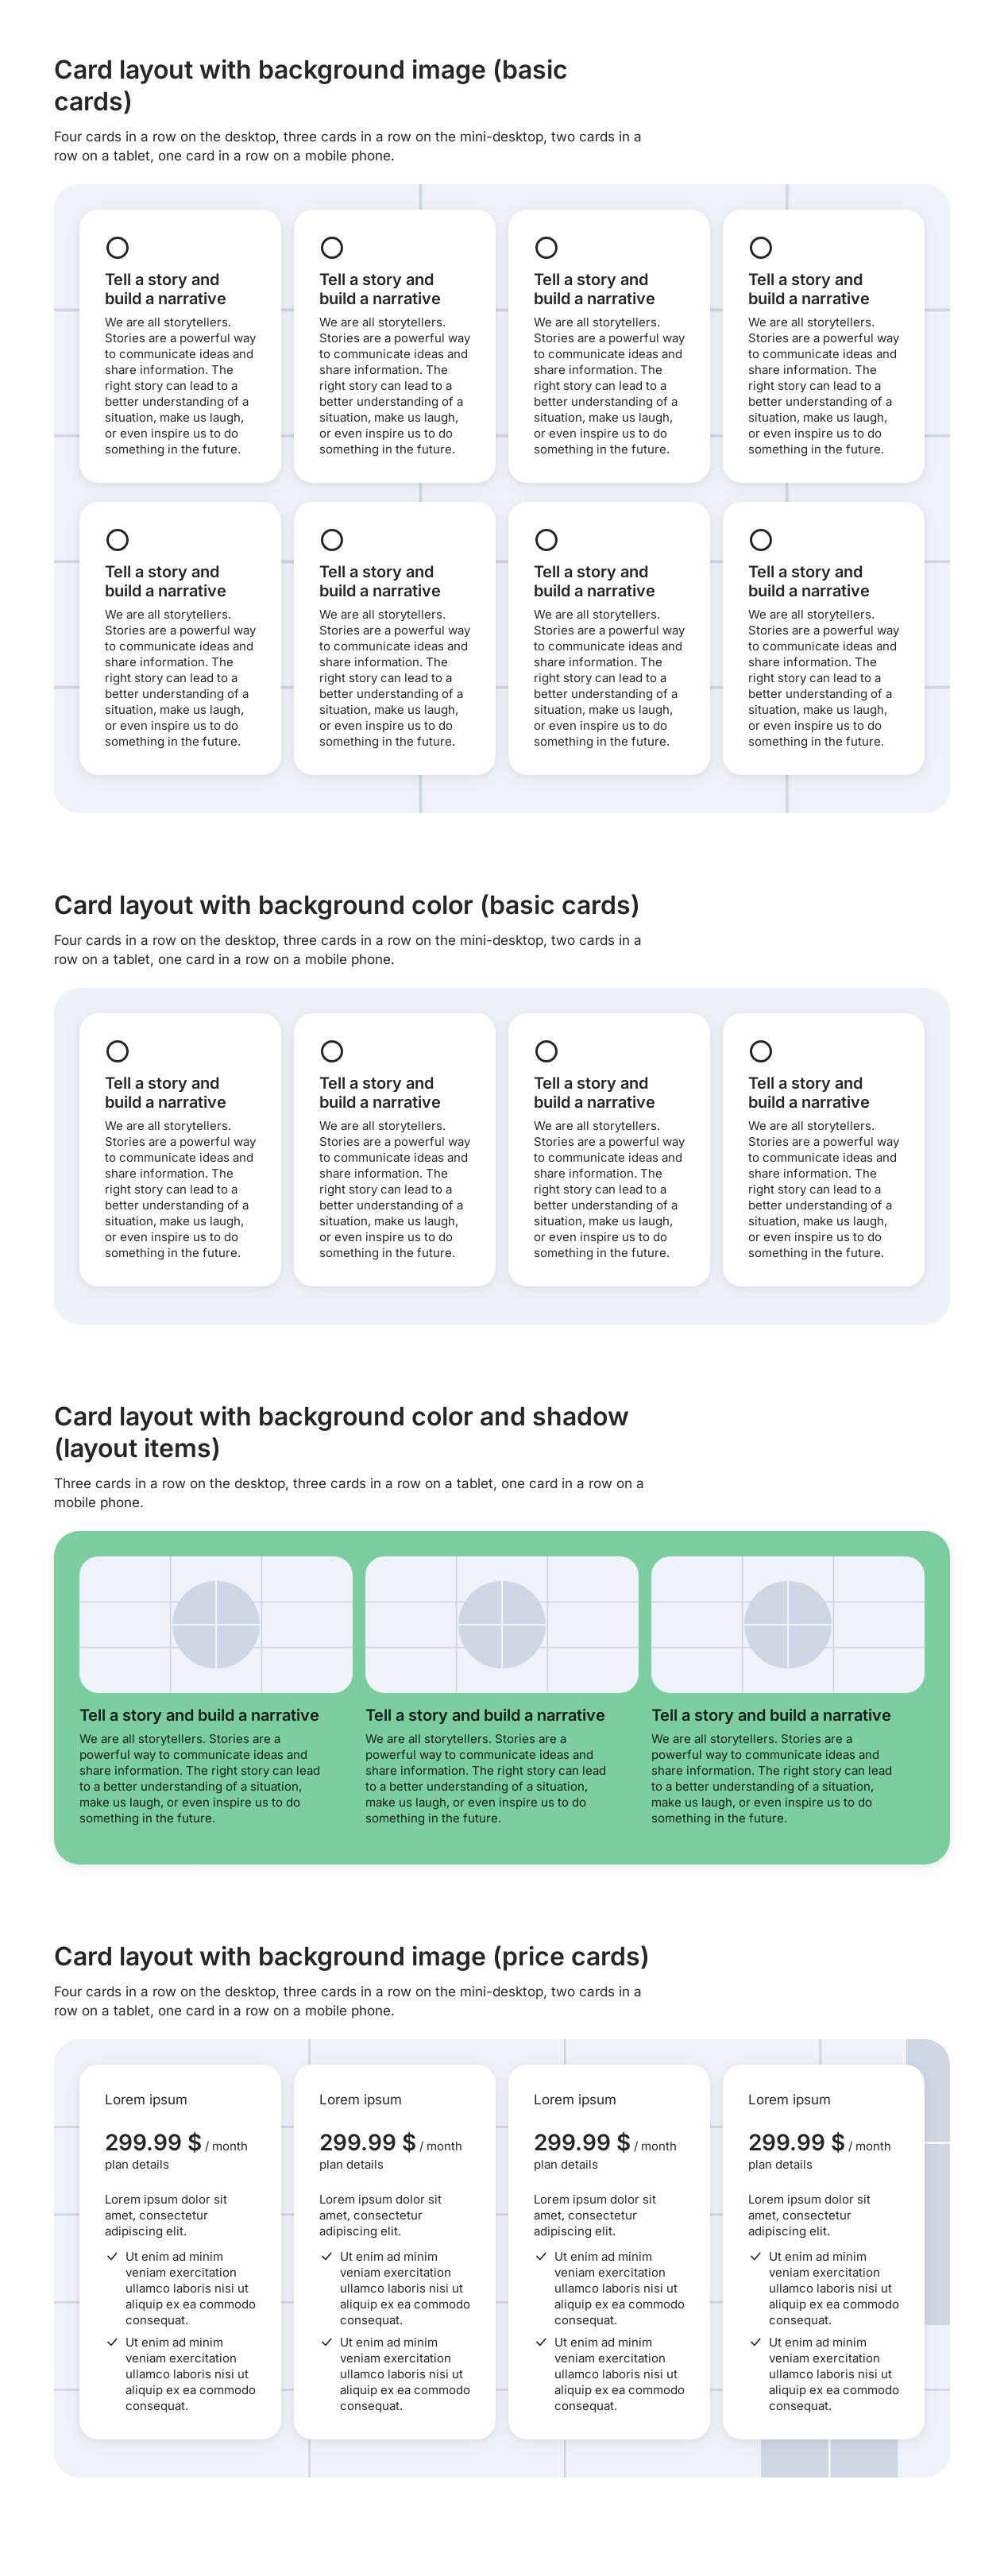 Card layout with background image (basic
cards)
Four cards in a row on the desktop, three cards in a row on the mini-desktop, two cards in a
row on a tablet, one card in a row on a mobile phone.
Tell a story and
build a narrative
We are all storytellers.
Stories are a powerful way
to communicate ideas and
share information. The
right story can lead to a
better understanding of a
situation, make us laugh,
or even inspire us to do
something in the future.
Tell a story and
build a narrative
We are all storytellers.
Stories are a powerful way
to communicate ideas and
share information. The
right story can lead to a
better understanding of a
situation, make us laugh,
or even inspire us to do
something in the future.
Tell a story and
build a narrative
We are all storytellers.
Stories are a powerful way
to communicate ideas and
share information. The
right story can lead to a
better understanding of a
situation, make us laugh,
or even inspire us to do
something in the future.
Tell a story and
build a narrative
We are all storytellers.
Stories are a powerful way
to communicate ideas and
share information. The
right story can lead to a
better understanding of a
situation, make us laugh,
or even inspire us to do
something in the future.
Tell a story and
build a narrative
We are all storytellers.
Stories are a powerful way
to communicate ideas and
share information. The
right story can lead to a
better understanding of a
situation, make us laugh,
or even inspire us to do
something in the future.
Tell a story and
build a narrative
We are all storytellers.
Stories are a powerful way
to communicate ideas and
share information. The
right story can lead to a
better understanding of a
situation, make us laugh,
or even inspire us to do
something in the future.
Tell a story and
build a narrative
We are all storytellers.
Stories are a powerful way
to communicate ideas and
share information. The
right story can lead to a
better understanding of a
situation, make us laugh,
or even inspire us to do
something in the future.
Tell a story and
build a narrative
We are all storytellers.
Stories are a powerful way
to communicate ideas and
share information. The
right story can lead to a
better understanding of a
situation, make us laugh,
or even inspire us to do
something in the future.
Card layout with background color (basic cards)
Four cards in a row on the desktop, three cards in a row on the mini-desktop, two cards in a
row on a tablet, one card in a row on a mobile phone.
Tell a story and
build a narrative
We are all storytellers.
Stories are a powerful way
to communicate ideas and
share information. The
right story can lead to a
better understanding of a
situation, make us laugh,
or even inspire us to do
something in the future.
Tell a story and
build a narrative
We are all storytellers.
Stories are a powerful way
to communicate ideas and
share information. The
right story can lead to a
better understanding of a
situation, make us laugh,
or even inspire us to do
something in the future.
Tell a story and
build a narrative
We are all storytellers.
Stories are a powerful way
to communicate ideas and
share information. The
right story can lead to a
better understanding of a
situation, make us laugh,
or even inspire us to do
something in the future.
Tell a story and
build a narrative
We are all storytellers.
Stories are a powerful way
to communicate ideas and
share information. The
right story can lead to a
better understanding of a
situation, make us laugh,
or even inspire us to do
something in the future.
Card layout with background color and shadow
(layout items)
Three cards in a row on the desktop, three cards in a row on a tablet, one card in a row on a
mobile phone.
Tell a story and build a narrative
We are all storytellers. Stories are a
powerful way to communicate ideas and
share information. The right story can lead
to a better understanding of a situation,
make us laugh, or even inspire us to do
something in the future.
Tell a story and build a narrative
We are all storytellers. Stories are a
powerful way to communicate ideas and
share information. The right story can lead
to a better understanding of a situation,
make us laugh, or even inspire us to do
something in the future.
Tell a story and build a narrative
We are all storytellers. Stories are a
powerful way to communicate ideas and
share information. The right story can lead
to a better understanding of a situation,
make us laugh, or even inspire us to do
something in the future.
Card layout with background image (price cards)
Four cards in a row on the desktop, three cards in a row on the mini-desktop, two cards in a
row on a tablet, one card in a row on a mobile phone.
Lorem ipsum
299.99 $ / month
plan details
Lorem ipsum dolor sit
amet, consectetur
adipiscing elit.
Ut enim ad minim
veniam exercitation
ullamco laboris nisi ut
aliquip ex ea commodo
consequat.
Ut enim ad minim
veniam exercitation
ullamco laboris nisi ut
aliquip ex ea commodo
consequat.
Lorem ipsum
299.99 $ / month
plan details
Lorem ipsum dolor sit
amet, consectetur
adipiscing elit.
Ut enim ad minim
veniam exercitation
ullamco laboris nisi ut
aliquip ex ea commodo
consequat.
Ut enim ad minim
veniam exercitation
ullamco laboris nisi ut
aliquip ex ea commodo
consequat.
Lorem ipsum
299.99 $ / month
plan details
Lorem ipsum dolor sit
amet, consectetur
adipiscing elit.
Ut enim ad minim
veniam exercitation
ullamco laboris nisi ut
aliquip ex ea commodo
consequat.
Ut enim ad minim
veniam exercitation
ullamco laboris nisi ut
aliquip ex ea commodo
consequat.
Lorem ipsum
299.99 $ / month
plan details
Lorem ipsum dolor sit
amet, consectetur
adipiscing elit.
Ut enim ad minim
veniam exercitation
ullamco laboris nisi ut
aliquip ex ea commodo
consequat.
Ut enim ad minim
veniam exercitation
ullamco laboris nisi ut
aliquip ex ea commodo
consequat.